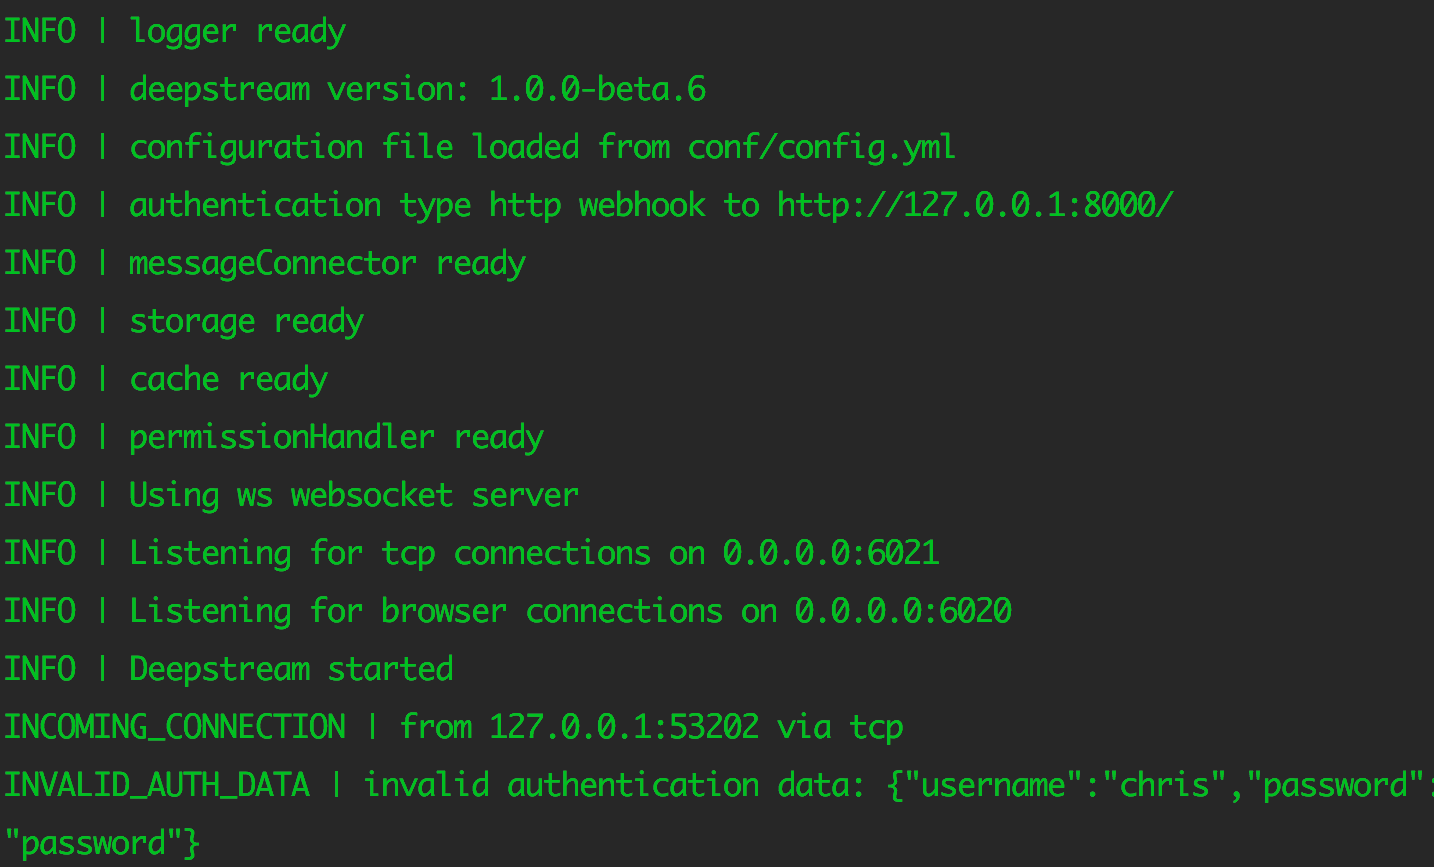 INFO | logger ready
INFO | deepstream version: 1.0.0-beta.6
INFO | configuration file loaded from conf/config.yml
INFO | authentication type http webhook to http://127.0.0.1:8000/
INFO | messageConnector ready
INFO | storage ready
INFO | cache ready
INFO | permissionHandler ready
INFO | Using ws websocket server
INFO | Listening for tcp connections on 0.0.0.0:6021
INFO | Listening for browser connections on 0.0.0.0:6020
INFO | Deepstream started
INCOMING_CONNECTION | from 127.0.0.1:53202 via tcp
INVALID_AUTH_DATA | invalid authentication data: {"username":"chris","password":
"password"}